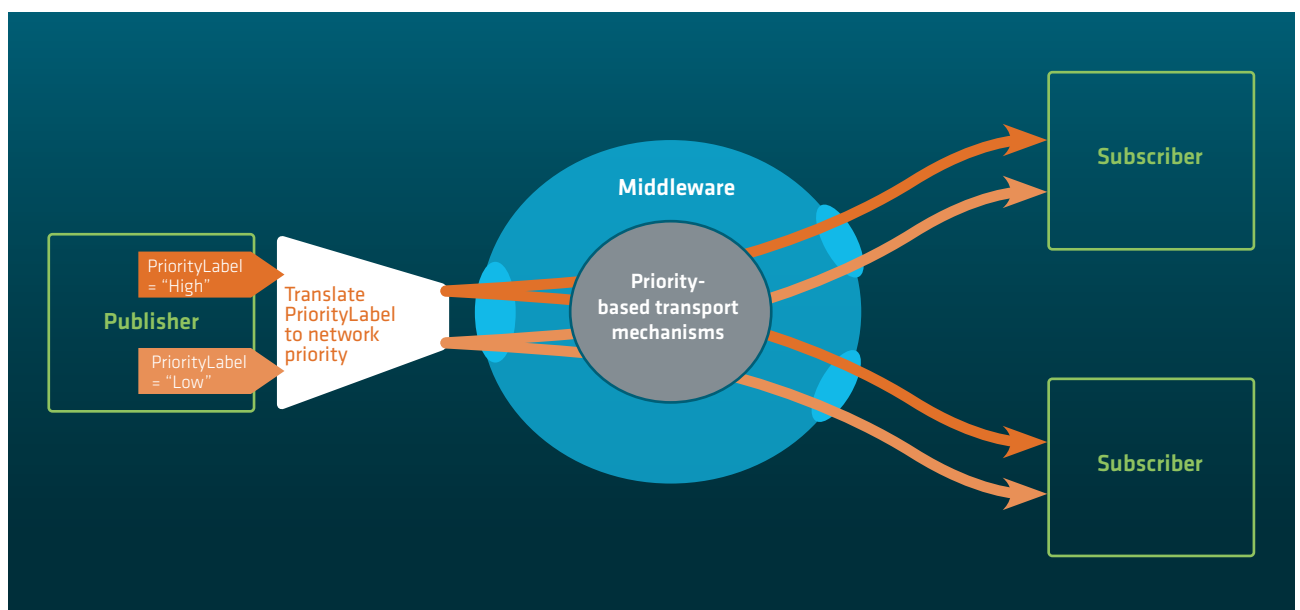 PriorityLabel
= “High”
Publisher
PriorityLabel
= “Low”
Translate
PriorityLabel
to network
priority
Middleware
Priority-
based transport
mechanisms
Subscriber
Subscriber